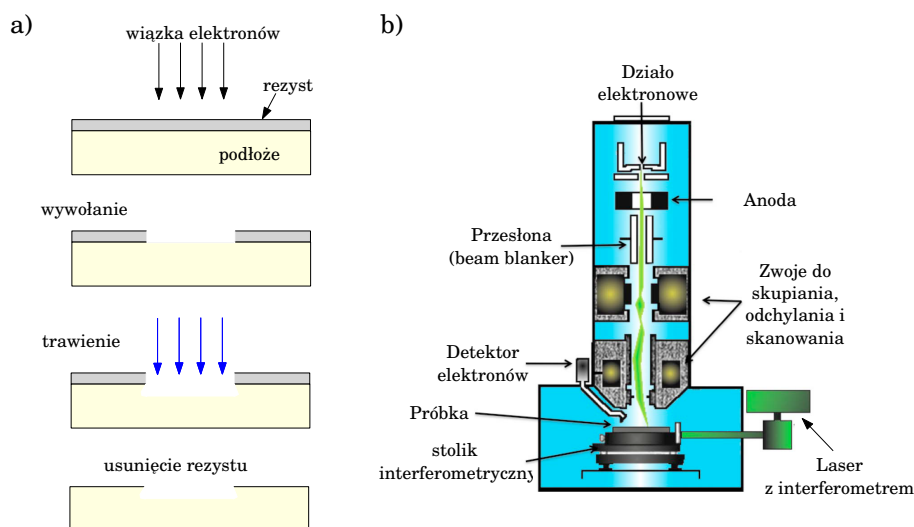 a)
wiązka elektronów
rezyst
podłoże
wywołanie
trawienie
usunięcie rezystu
b)
Działo
elektronowe
Anoda
Przesłona
(beam blanker)
Zwoje do
skupiania,
odchylania i
skanowania
Detektor
elektronów
Próbka
stolik
interferometryczny
Laser
z interferometrem